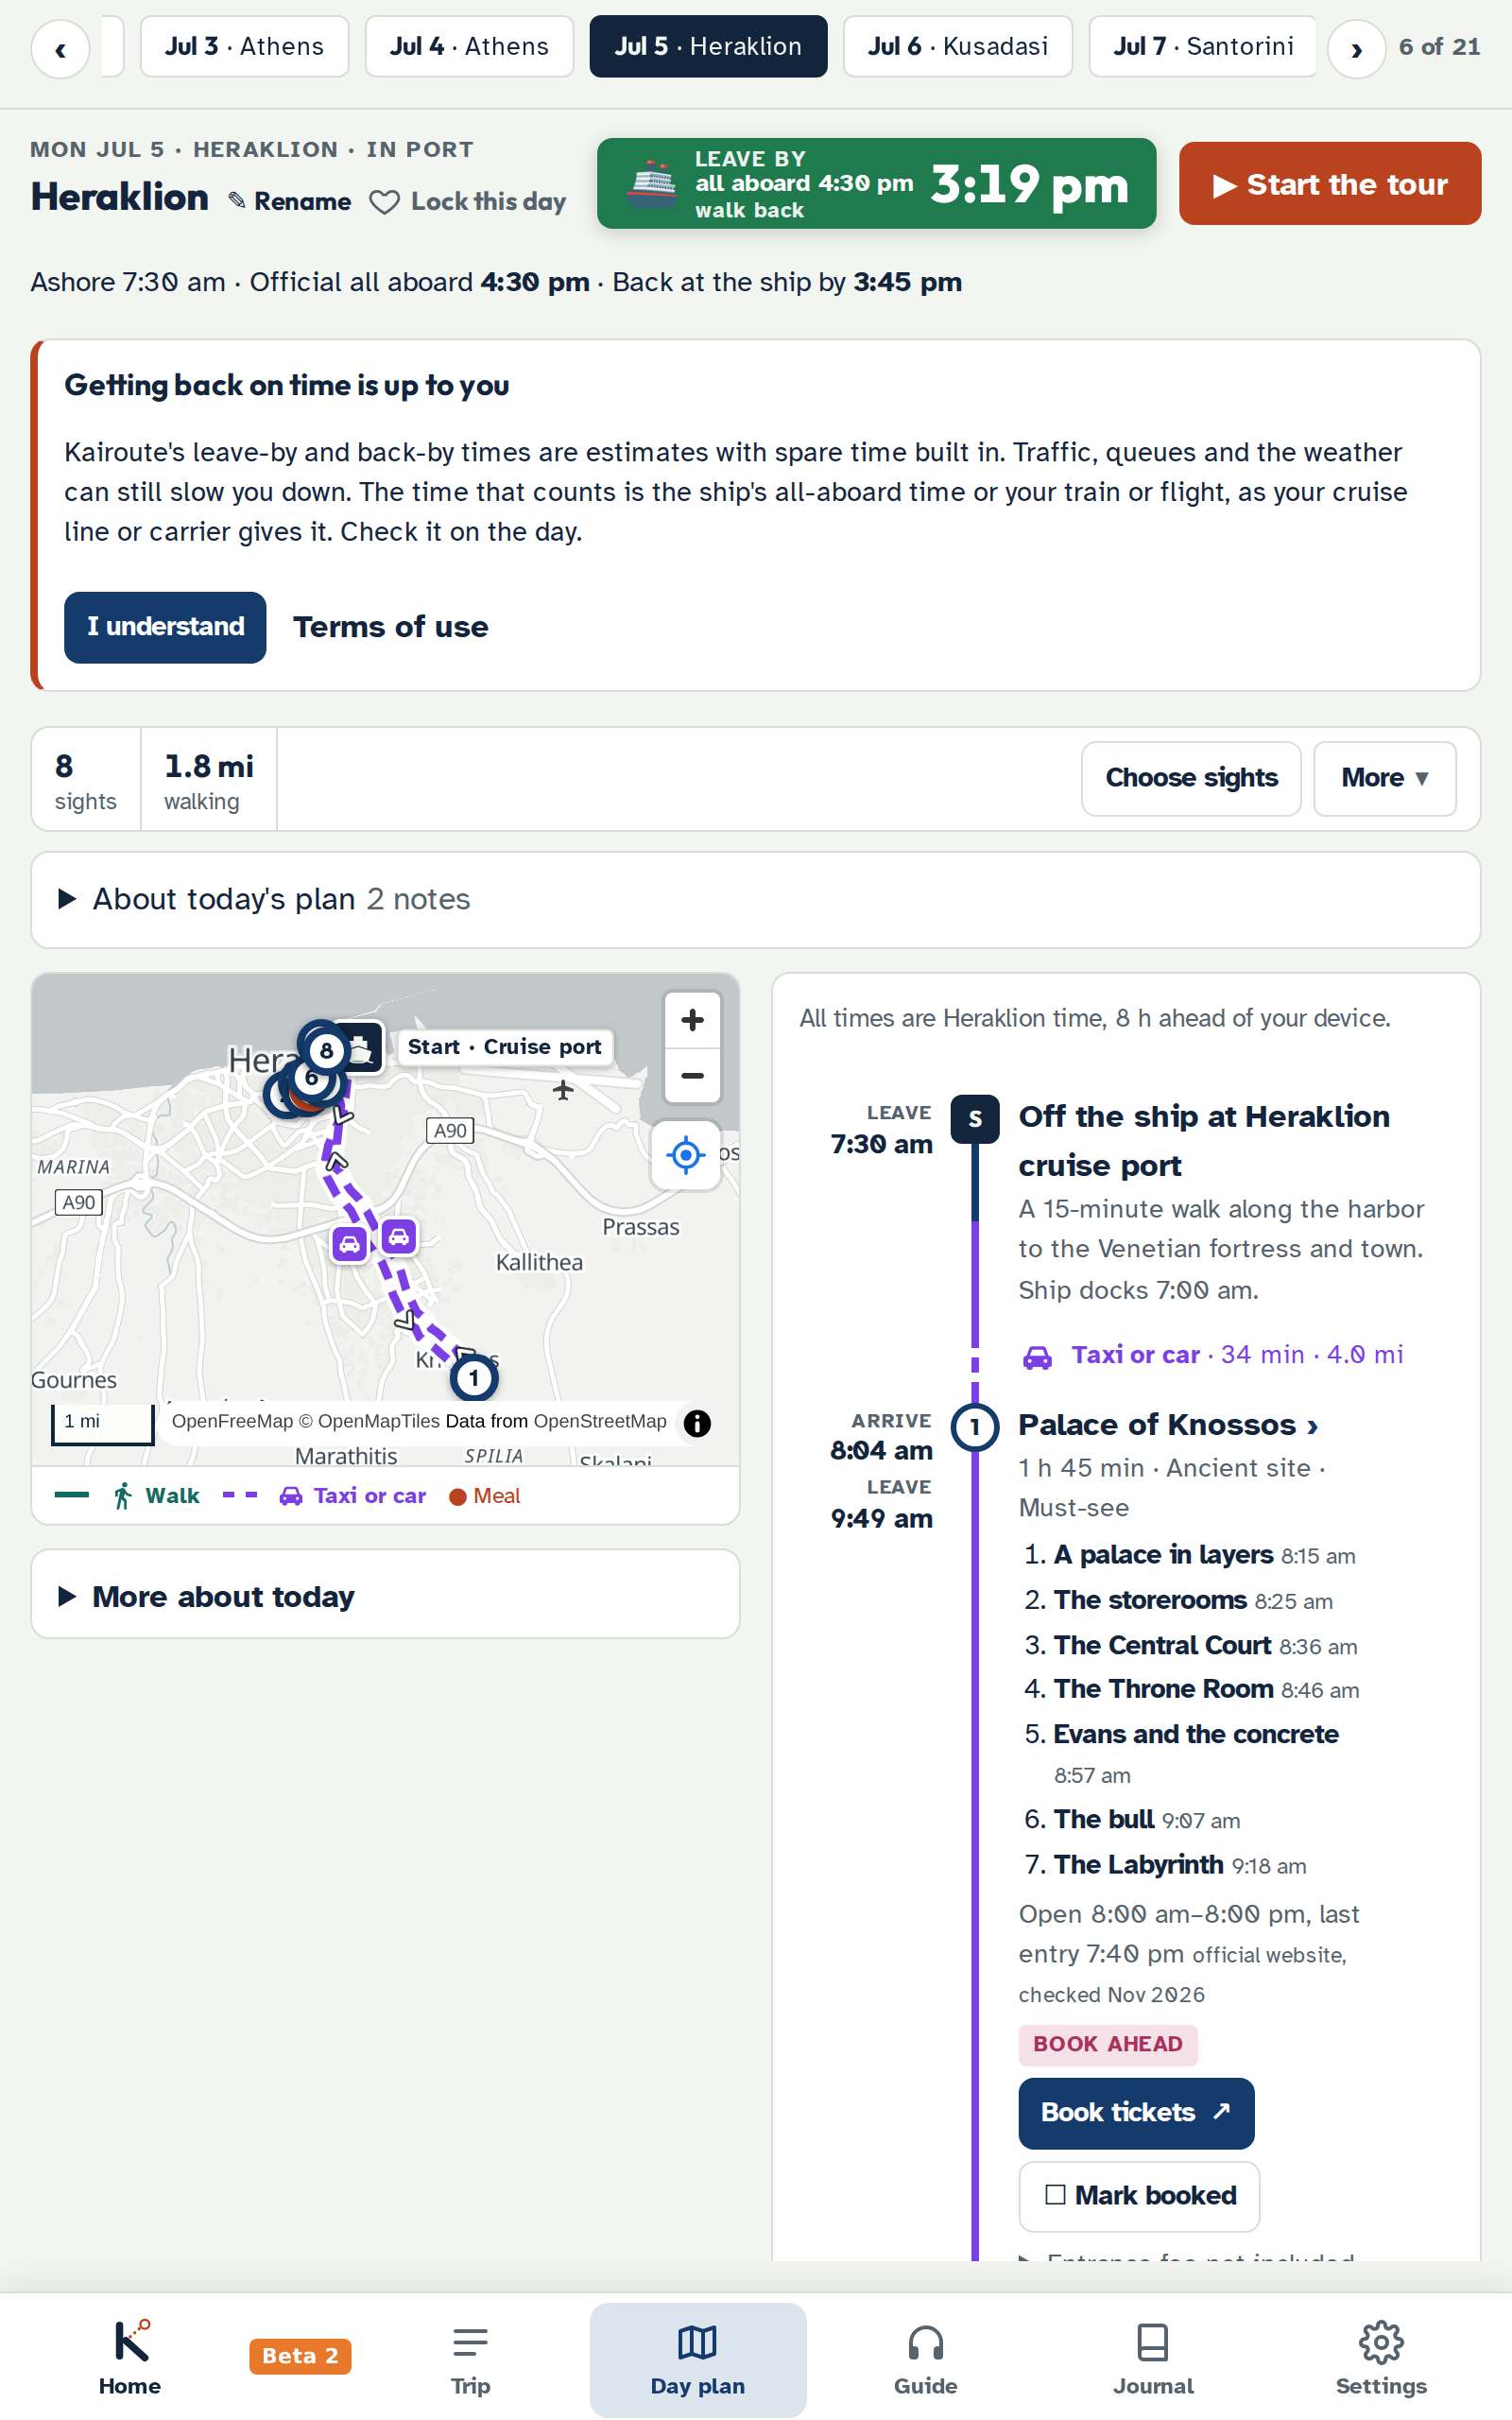 ‹
Jul 3 · Athens
Jul 4 · Athens
Jul 5 · Heraklion
Jul 6 · Kusadasi
Jul 7 · Santorini
›
6 of 21
MON JUL 5 · HERAKLION · IN PORT
Heraklion
✎ Rename
Lock this day
LEAVE BY
all aboard 4:30 pm
walk back
3:19 pm
▶ Start the tour
Ashore 7:30 am · Official all aboard 4:30 pm · Back at the ship by 3:45 pm
Getting back on time is up to you
Kairoute's leave-by and back-by times are estimates with spare time built in. Traffic, queues and the weather
can still slow you down. The time that counts is the ship's all-aboard time or your train or flight, as your cruise
line or carrier gives it. Check it on the day.
I understand
Terms of use
8
sights
1.8 mi
walking
Choose sights
More ▼
▶ About today's plan 2 notes
Hera
8
6
Start · Cruise port
+
−
A90
MARINA
A90
Prassas
Kallithea
1
Gournes
1 mi
OpenFreeMap © OpenMapTiles Data from OpenStreetMap
Marathitis
SPILIA
Skalani
Walk
Taxi or car
Meal
▶ More about today
All times are Heraklion time, 8 h ahead of your device.
LEAVE
7:30 am
S
Off the ship at Heraklion
cruise port
A 15-minute walk along the harbor
to the Venetian fortress and town.
Ship docks 7:00 am.
Taxi or car · 34 min · 4.0 mi
ARRIVE
8:04 am
LEAVE
9:49 am
1
Palace of Knossos ›
1 h 45 min · Ancient site ·
Must-see
1. A palace in layers 8:15 am
2. The storerooms 8:25 am
3. The Central Court 8:36 am
4. The Throne Room 8:46 am
5. Evans and the concrete
8:57 am
6. The bull 9:07 am
7. The Labyrinth 9:18 am
Open 8:00 am–8:00 pm, last
entry 7:40 pm official website,
checked Nov 2026
BOOK AHEAD
Book tickets ↗
☐ Mark booked
Entrance fee not included
Home
Beta 2
Trip
Day plan
Guide
Journal
Settings